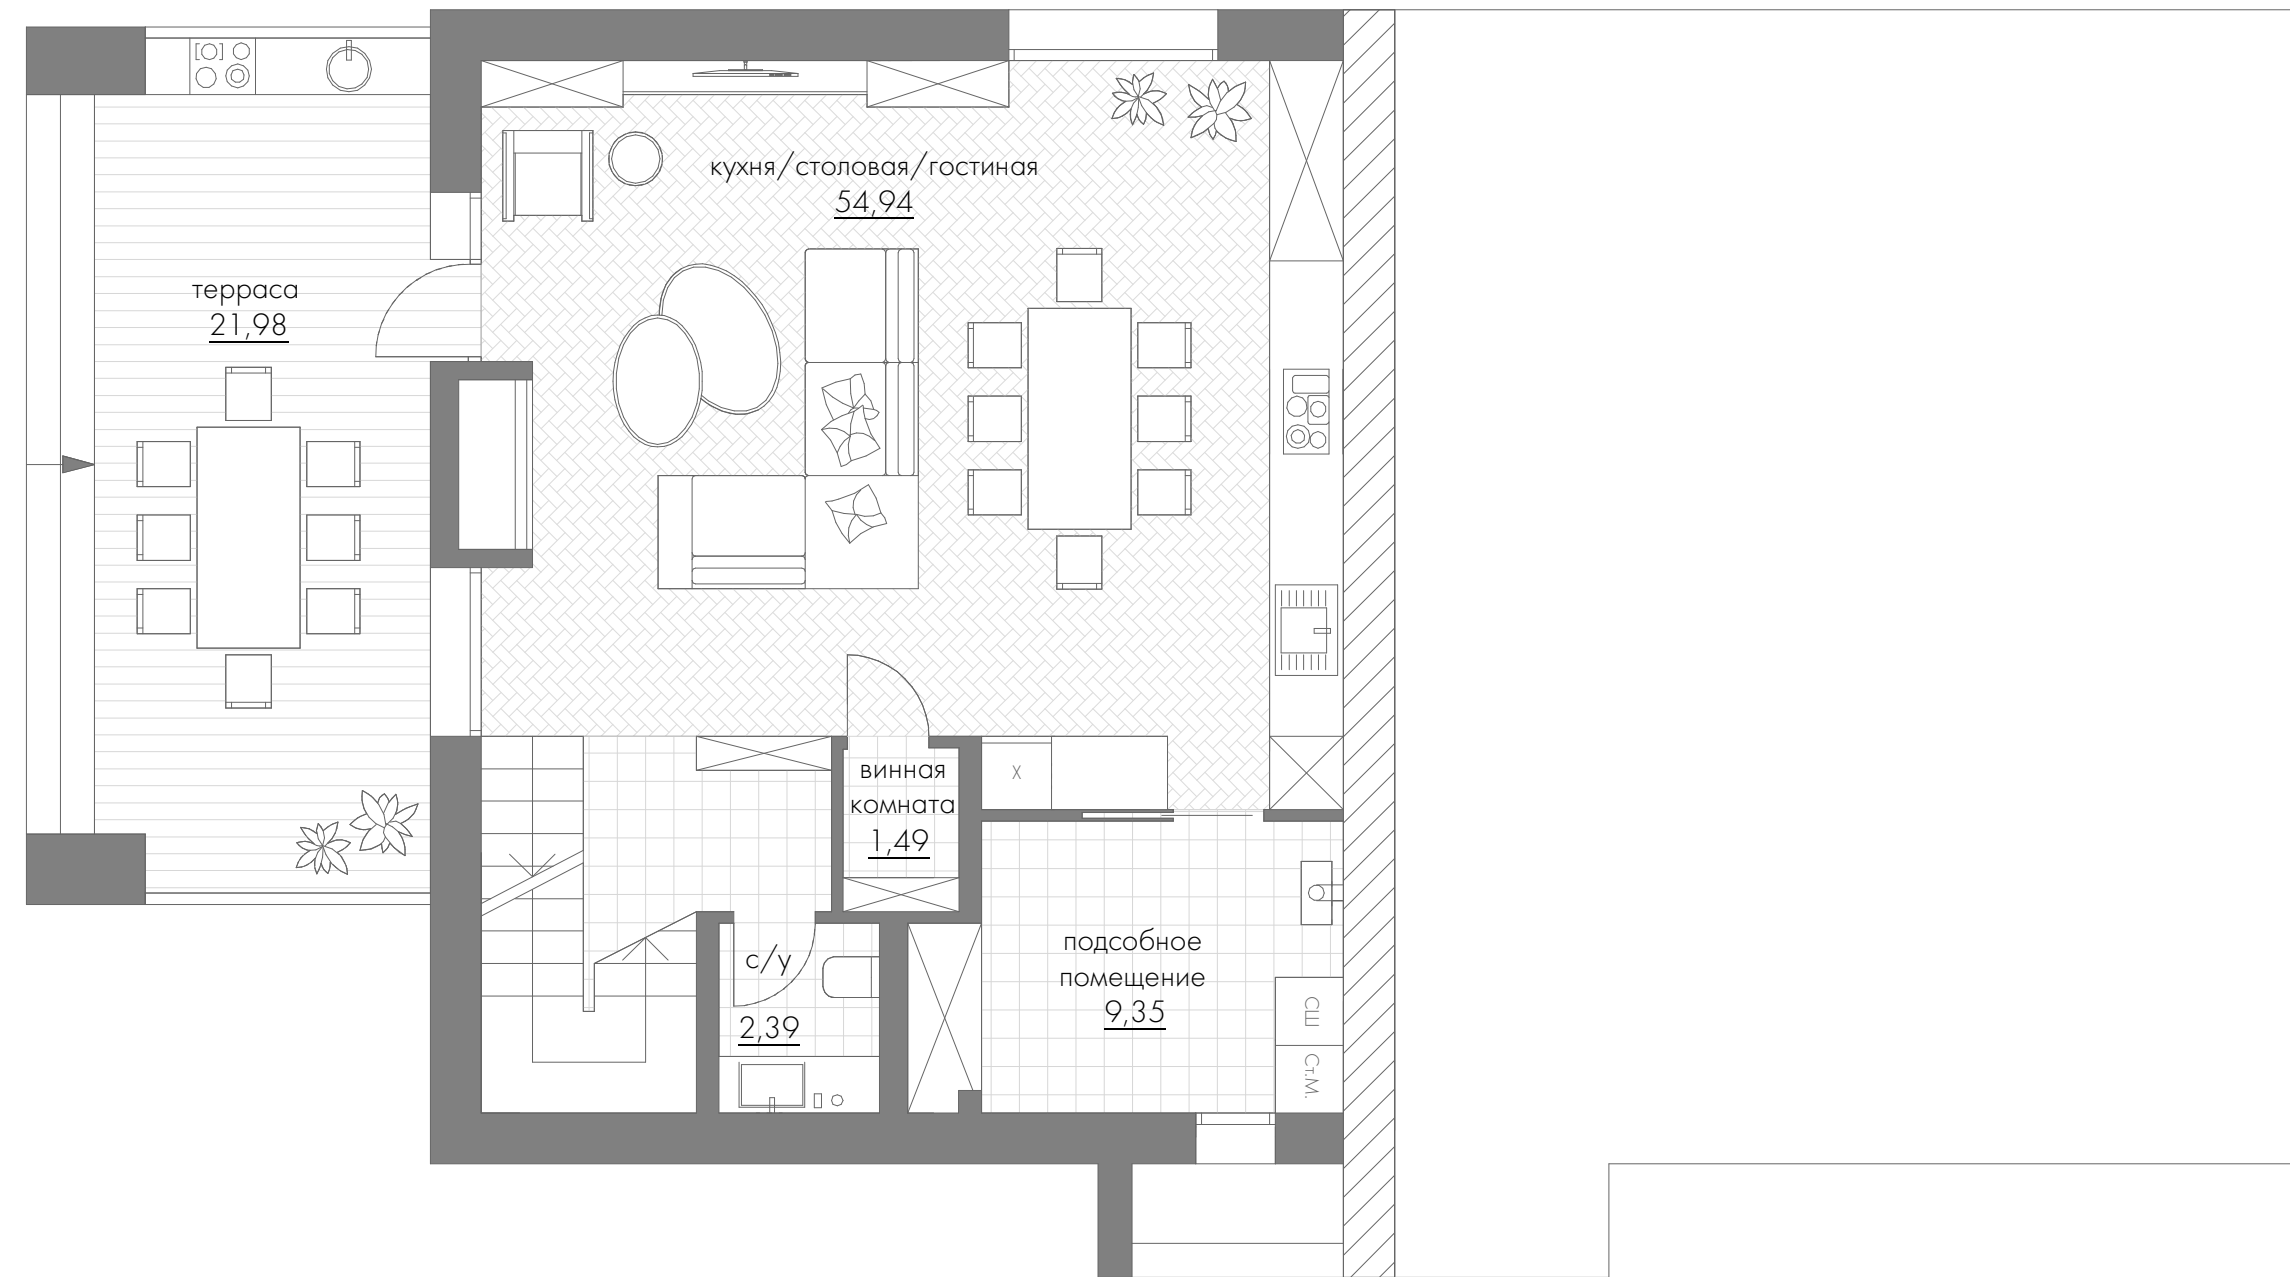 кухня/столовая/гостиная
54,94
терраса
21,98
винная
комната
1,49
X
подсобное
помещение
9,35
с/у
2,39
СШ
Ст.М.